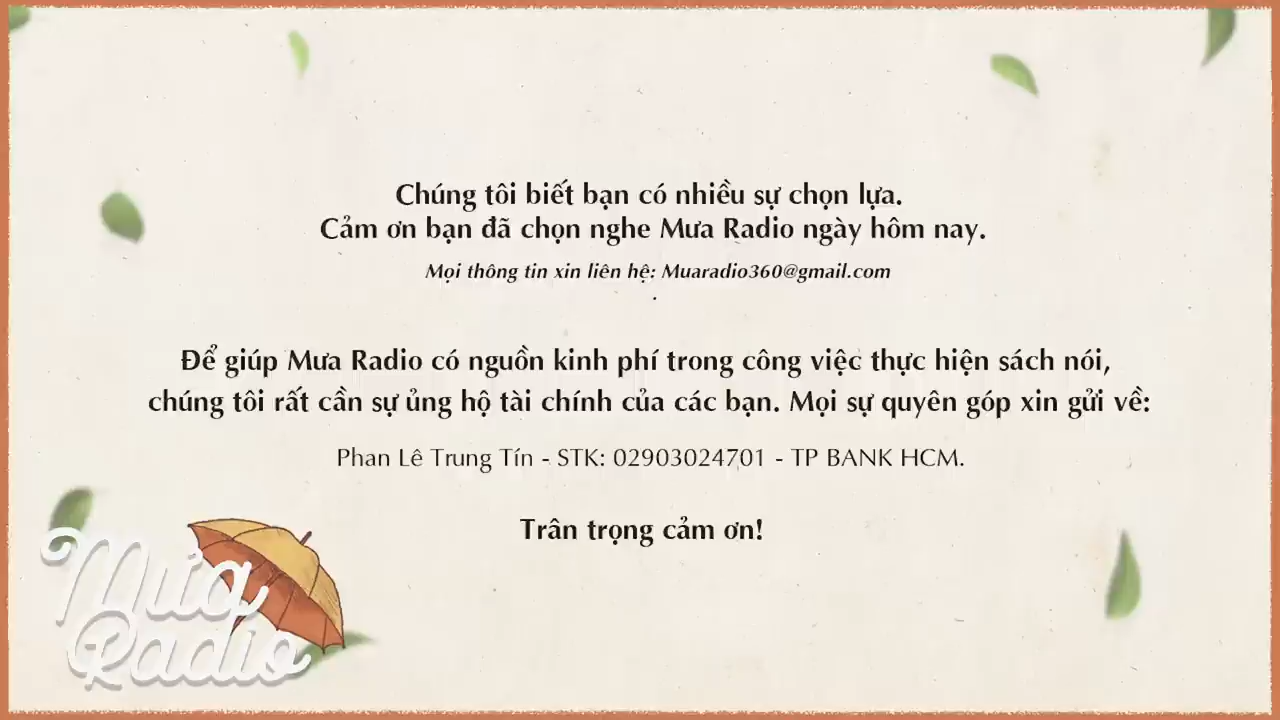 Chúng tôi biết bạn có nhiều sự chọn lựa.
Cảm ơn bạn đã chọn nghe Mưa Radio ngày hôm nay.
Mọi thông tin xin liên hệ: Muaradio360@gmail.com
.
Để giúp Mưa Radio có nguồn kinh phí trong công việc thực hiện sách nói,
chúng tôi rất cần sự ủng hộ tài chính của các bạn. Mọi sự quyên góp xin gửi về:
Phan Lê Trung Tín - STK: 02903024701 - TP BANK HCM.
Trân trọng cảm ơn!
Mưa
Radio